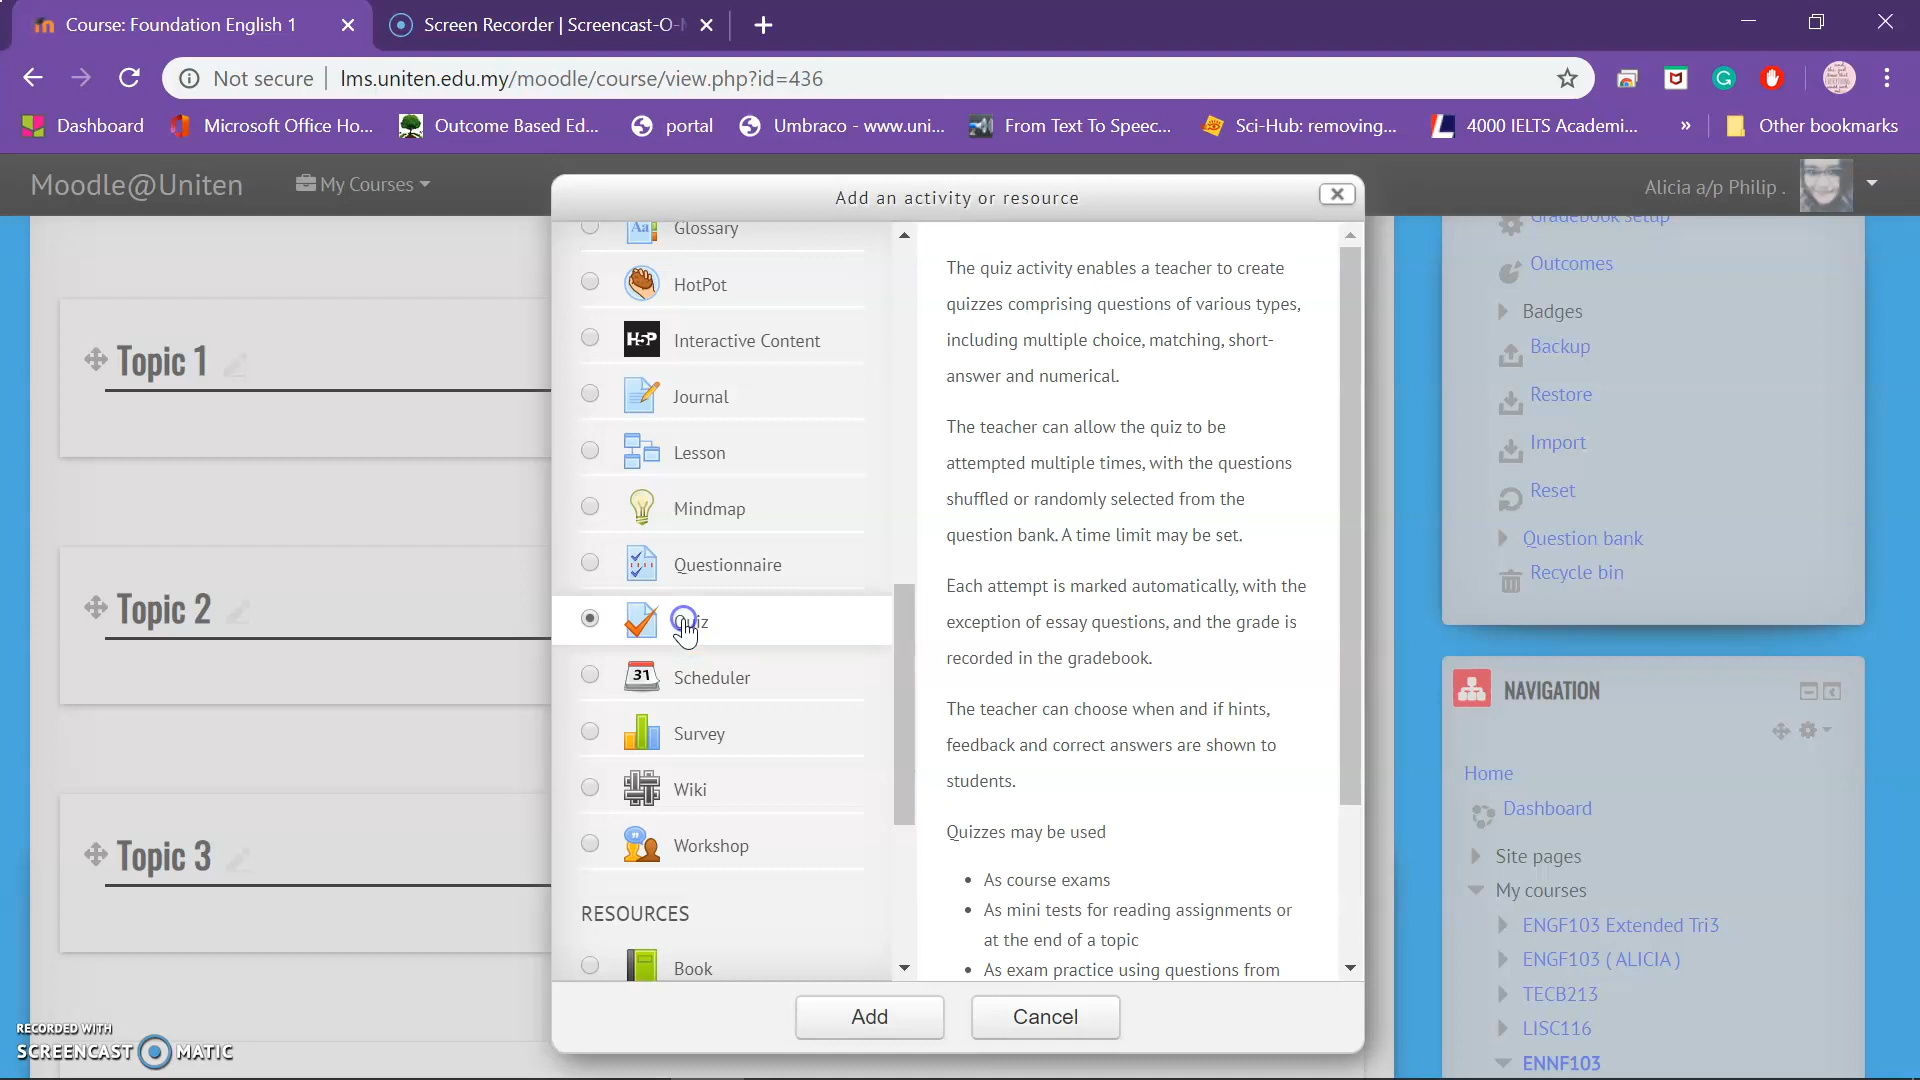 Course: Foundation English 1
Screen Recorder | Screencast-O-M
Not secure
lms.uniten.edu.my/moodle/course/view.php?id=436
Dashboard
Microsoft Office Ho...
Outcome Based Ed...
portal
Umbraco - www.uni...
From Text To Speec...
Sci-Hub: removing...
4000 IELTS Academi...
»
Other bookmarks
Moodle@Uniten
My Courses
Alicia a/p Philip .
Topic 1
Topic 2
Topic 3
Add an activity or resource
Glossary
HotPot
H5P
Interactive Content
Journal
Lesson
Mindmap
Questionnaire
Quiz
31
Scheduler
Survey
Wiki
Workshop
RESOURCES
Book
The quiz activity enables a teacher to create
quizzes comprising questions of various types,
including multiple choice, matching, short-
answer and numerical.
The teacher can allow the quiz to be
attempted multiple times, with the questions
shuffled or randomly selected from the
question bank. A time limit may be set.
Each attempt is marked automatically, with the
exception of essay questions, and the grade is
recorded in the gradebook.
The teacher can choose when and if hints,
feedback and correct answers are shown to
students.
Quizzes may be used
• As course exams
• As mini tests for reading assignments or
at the end of a topic
• As exam practice using questions from
Add
Cancel
Gradebook setup
Outcomes
Badges
Backup
Restore
Import
Reset
Question bank
Recycle bin
NAVIGATION
Home
Dashboard
Site pages
My courses
ENGF103 Extended Tri3
ENGF103 ( ALICIA )
TECB213
LISC116
ENNF103
RECORDED WITH
SCREENCAST MATIC